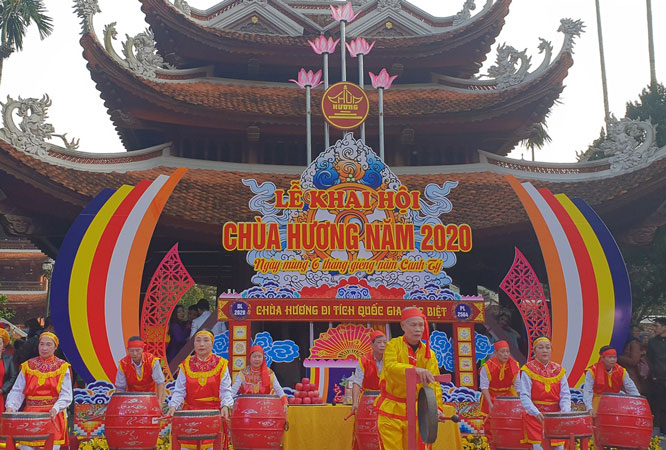 HƯƠNG
LỄ KHAI HỘI
CHÙA HƯƠNG NĂM 2020
Ngày mùng 6 tháng giêng năm Canh Tý
DL 2020
CHÙA HƯƠNG DI TÍCH QUỐC GIA BIỆT
2564